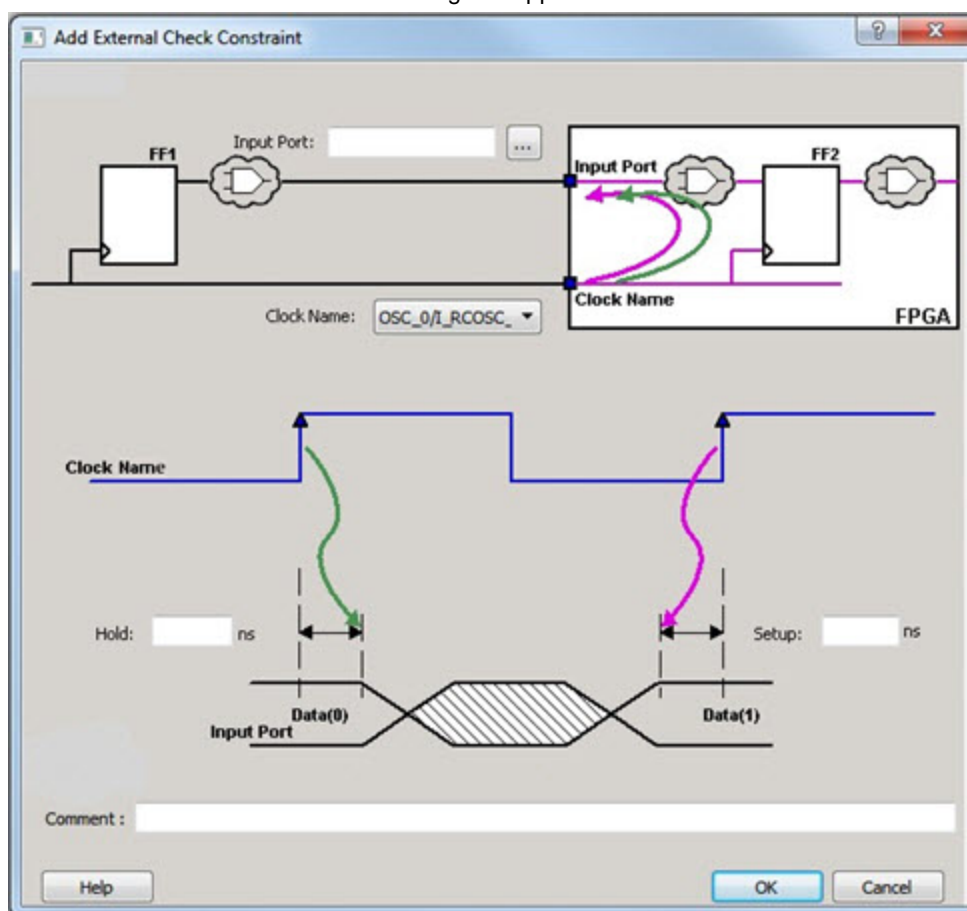 Add External Check Constraint
Input Port:
...
FF1
Input Port
FF2
Clock Name
FPGA
Clock Name:
OSC_0/I_RCOSC_
Clock Name
Hold:
ns
Setup:
ns
Data(0)
Data(1)
Input Port
Comment :
Help
OK
Cancel